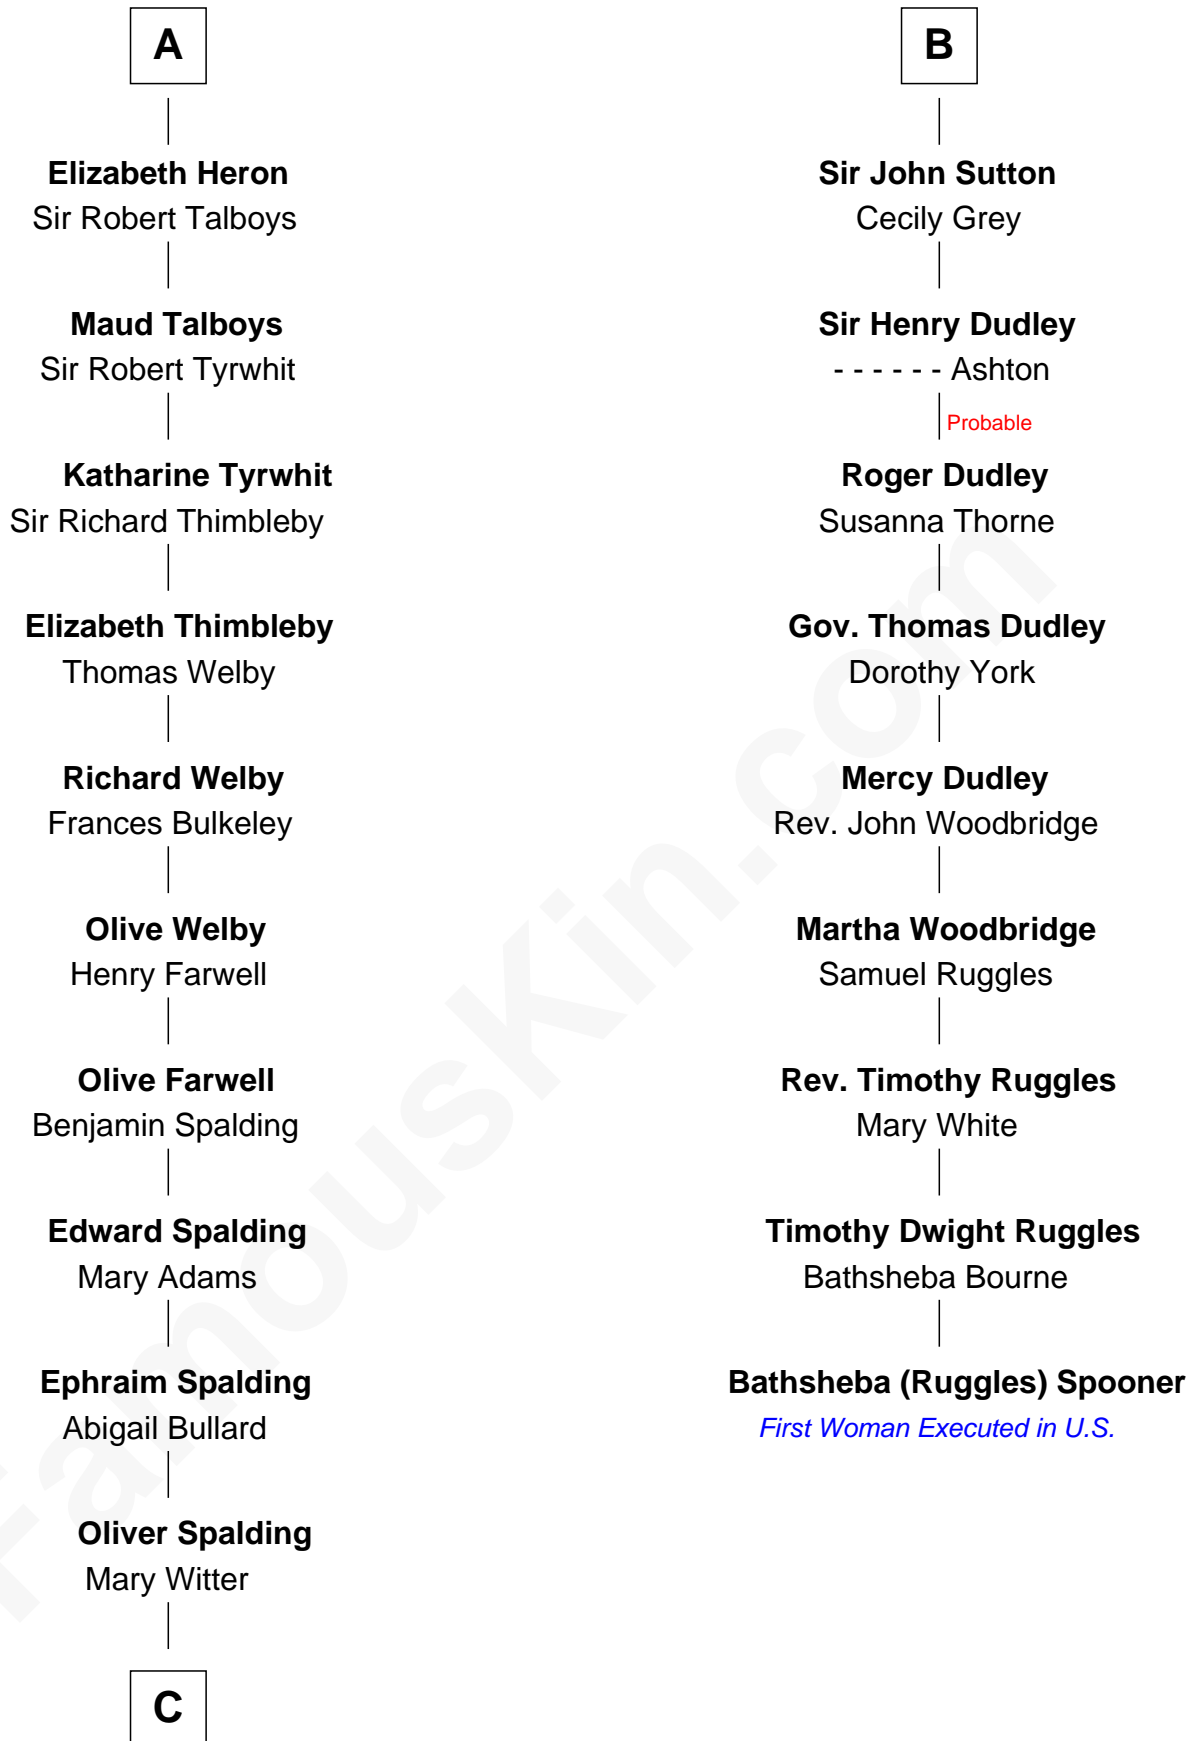 A
Elizabeth Heron
Sir Robert Talboys
Maud Talboys
Sir Robert Tyrwhit
Katharine Tyrwhit
Sir Richard Thimbleby
Elizabeth Thimbleby
Thomas Welby
Richard Welby
Frances Bulkeley
Olive Welby
Henry Farwell
Olive Farwell
Benjamin Spalding
Edward Spalding
Mary Adams
Ephraim Spalding
Abigail Bullard
Oliver Spalding
Mary Witter
C
B
Sir John Sutton
Cecily Grey
Sir Henry Dudley
- - - - - - Ashton
Probable
Roger Dudley
Susanna Thorne
Gov. Thomas Dudley
Dorothy York
Mercy Dudley
Rev. John Woodbridge
Martha Woodbridge
Samuel Ruggles
Rev. Timothy Ruggles
Mary White
Timothy Dwight Ruggles
Bathsheba Bourne
Bathsheba (Ruggles) Spooner
First Woman Executed in U.S.
FamousKin.com